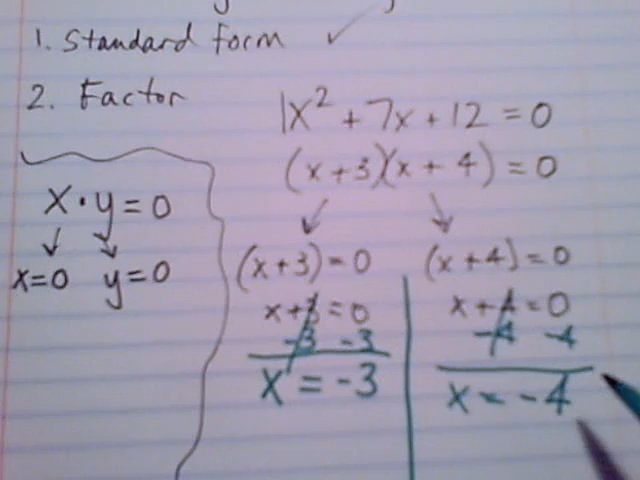 1. Standard form ✓
2. Factor
1x² + 7x + 12 = 0
(x + 3)(x + 4) = 0
x · y = 0
↙ ↘
x = 0 y = 0
(x + 3) = 0
x + 3 = 0
-3 -3
x = -3
(x + 4) = 0
x + 4 = 0
-4 -4
x = -4